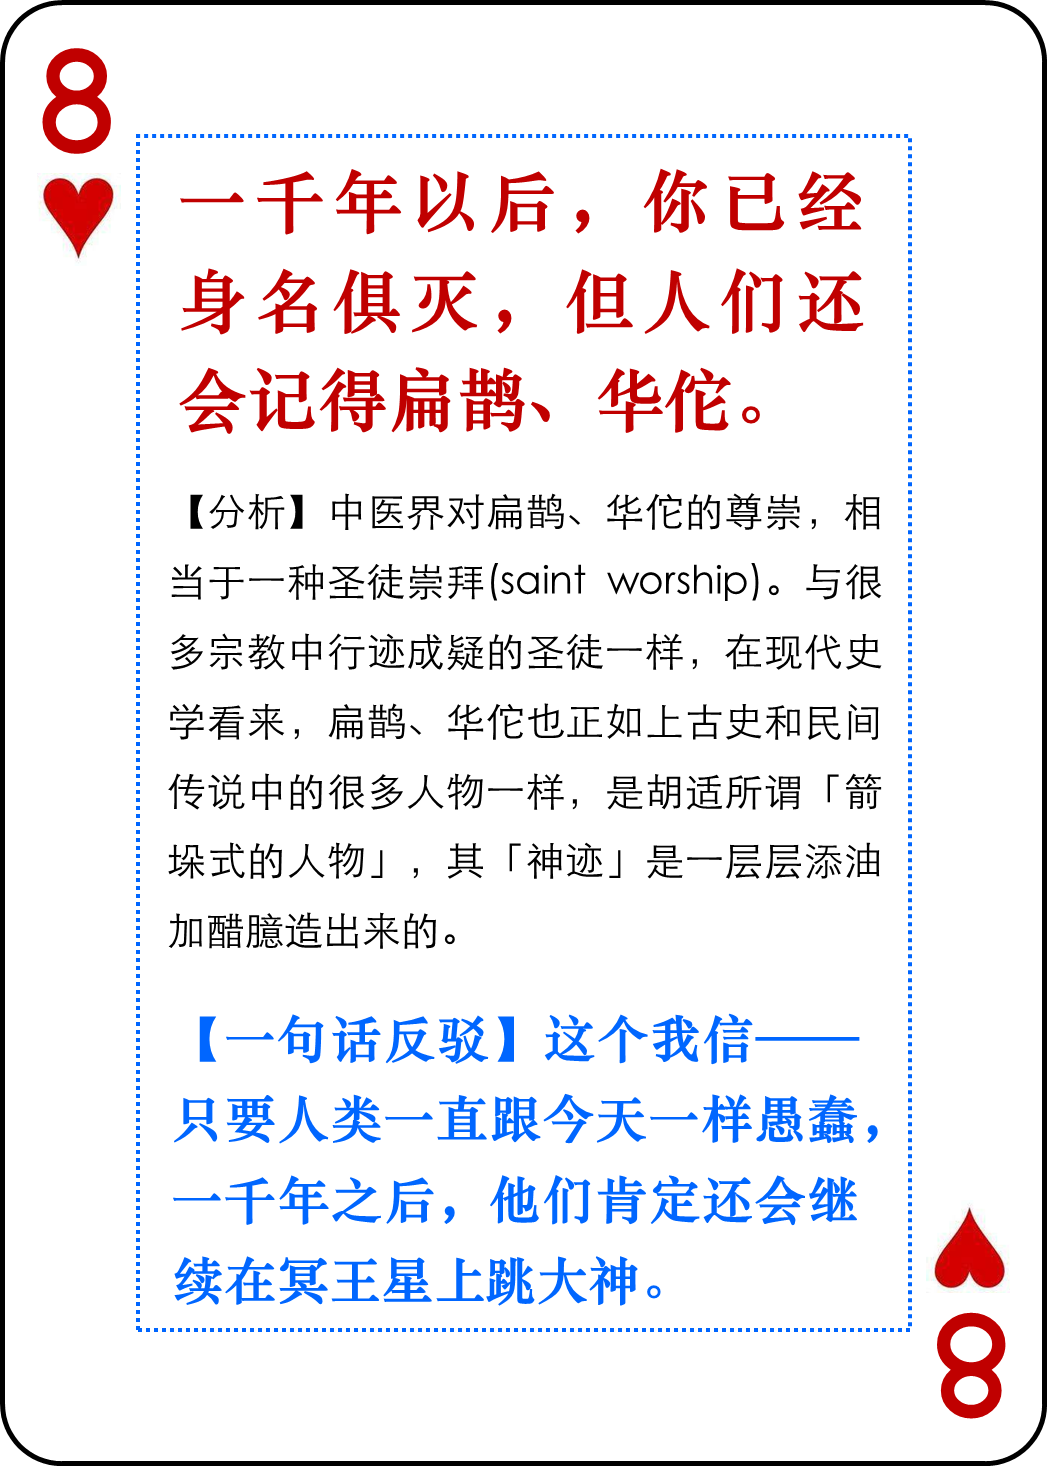 8
一千年以后，你已经
身名俱灭，但人们还
会记得扁鹊、华佗。
【分析】中医界对扁鹊、华佗的尊崇，相
当于一种圣徒崇拜(saint worship)。与很
多宗教中行迹成疑的圣徒一样，在现代史
学看来，扁鹊、华佗也正如上古史和民间
传说中的很多人物一样，是胡适所谓「箭
垛式的人物」，其「神迹」是一层层添油
加醋臆造出来的。
【一句话反驳】这个我信——
只要人类一直跟今天一样愚蠢，
一千年之后，他们肯定还会继
续在冥王星上跳大神。
8